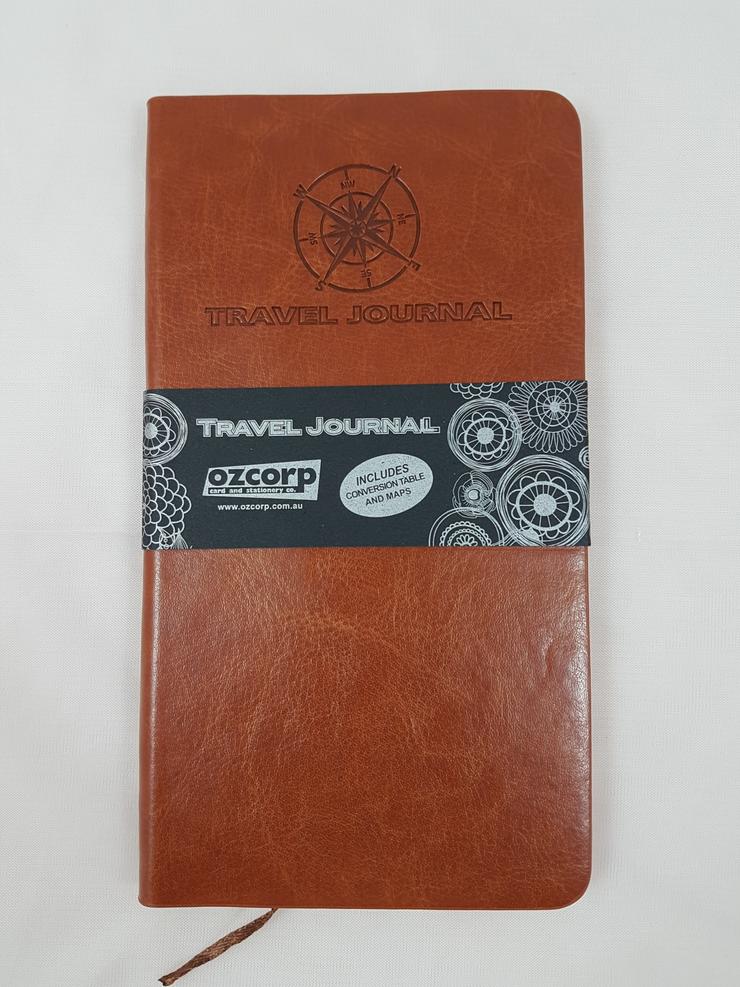 NW
W
N
SW
NE
S
E
SE
TRAVEL JOURNAL
TRAVEL JOURNAL
ozcorp
card and stationery co.
www.ozcorp.com.au
INCLUDES
CONVERSION TABLE
AND MAPS